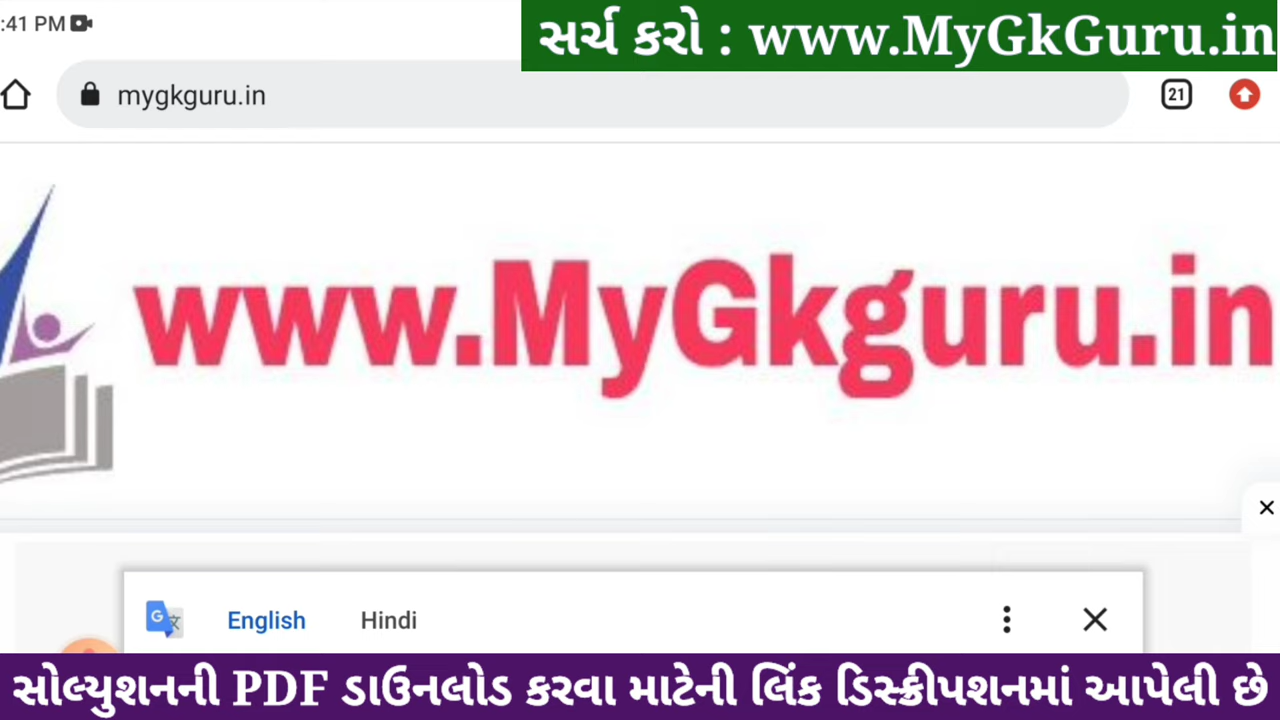 :41 PM
સર્ચ કરો : www.MyGkGuru.in
mygkguru.in
21
www.MyGkguru.in
English Hindi
સોલ્યુશનની PDF ડાઉનલોડ કરવા માટેની લિંક ડિસ્ક્રીપશનમાં આપેલી છે